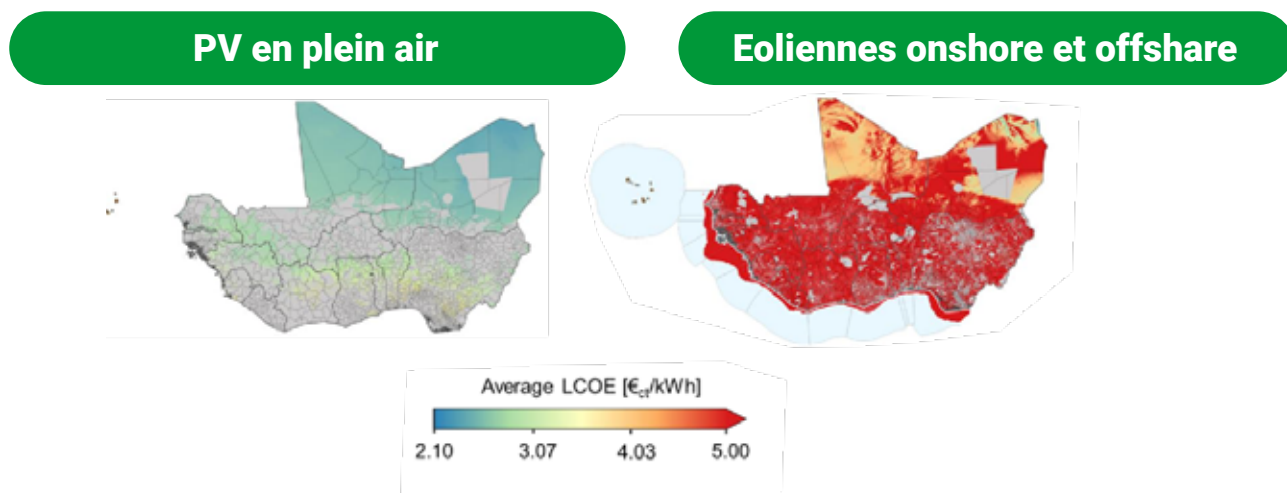 PV en plein air
Eoliennes onshore et offshare
Average LCOE [€ct/kWh]
2.10 3.07 4.03 5.00